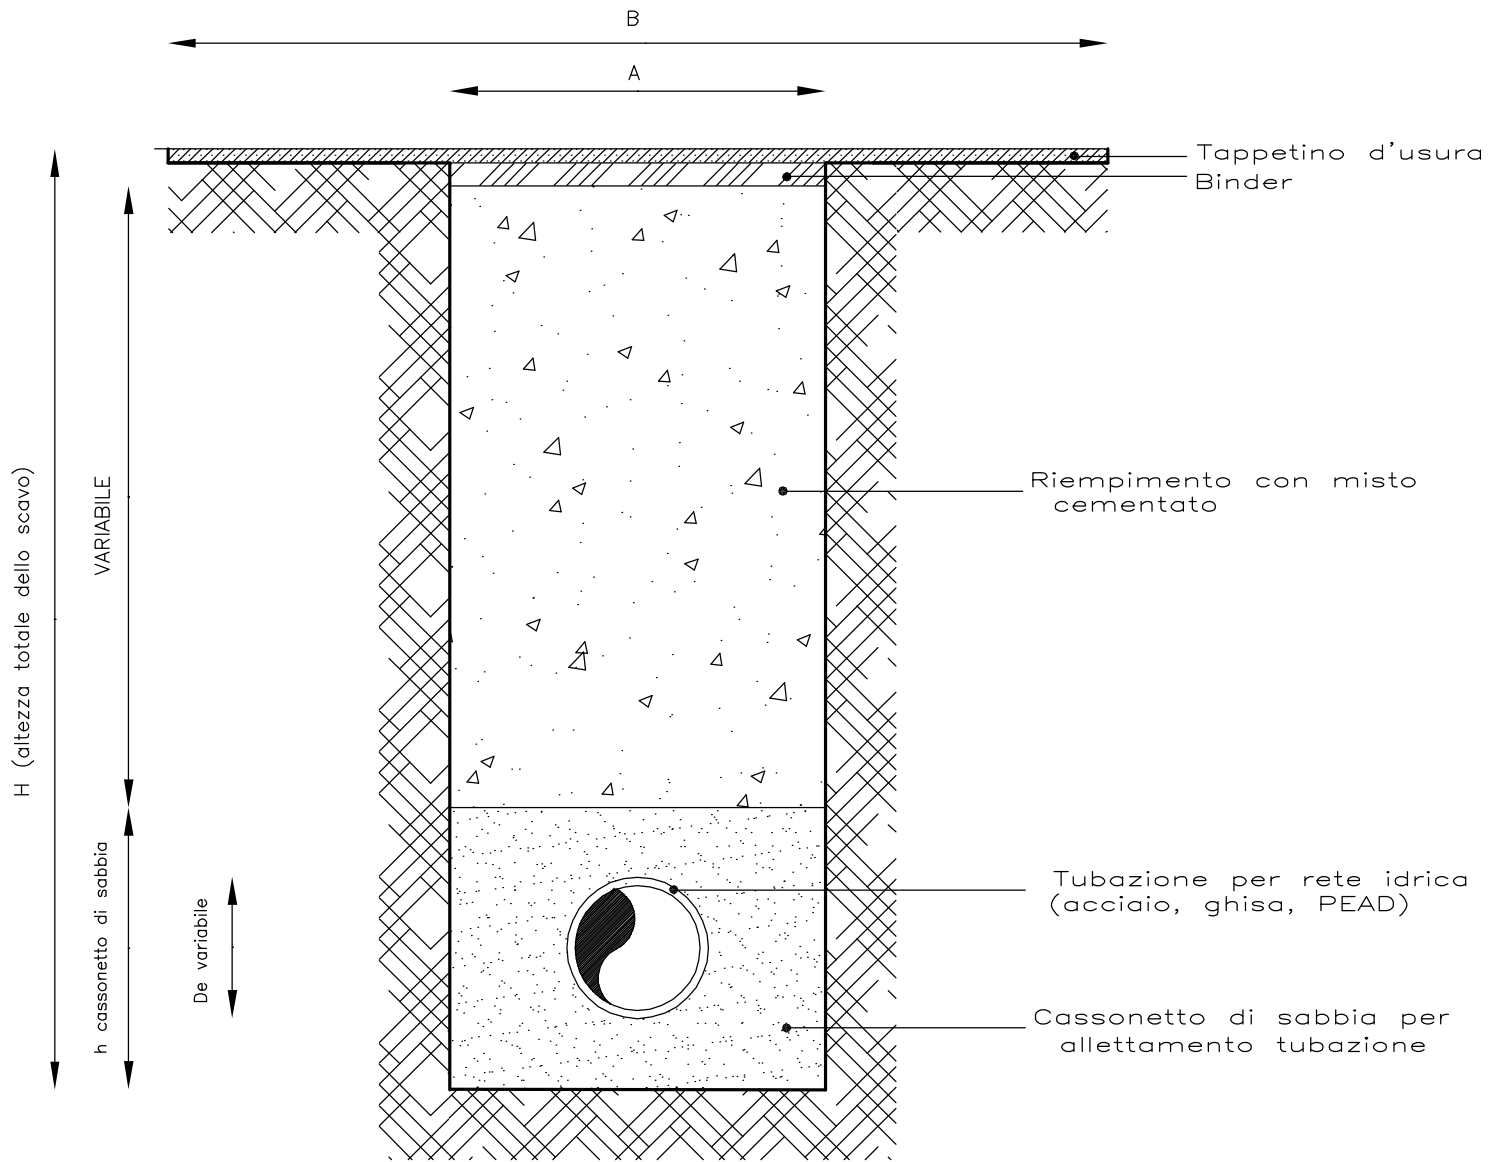 B
A
Tappetino d'usura
Binder
H (altezza totale dello scavo)
VARIABILE
Riempimento con misto
cementato
h cassonetto di sabbia
De variabile
Tubazione per rete idrica
(acciaio, ghisa, PEAD)
Cassonetto di sabbia per
allettamento tubazione